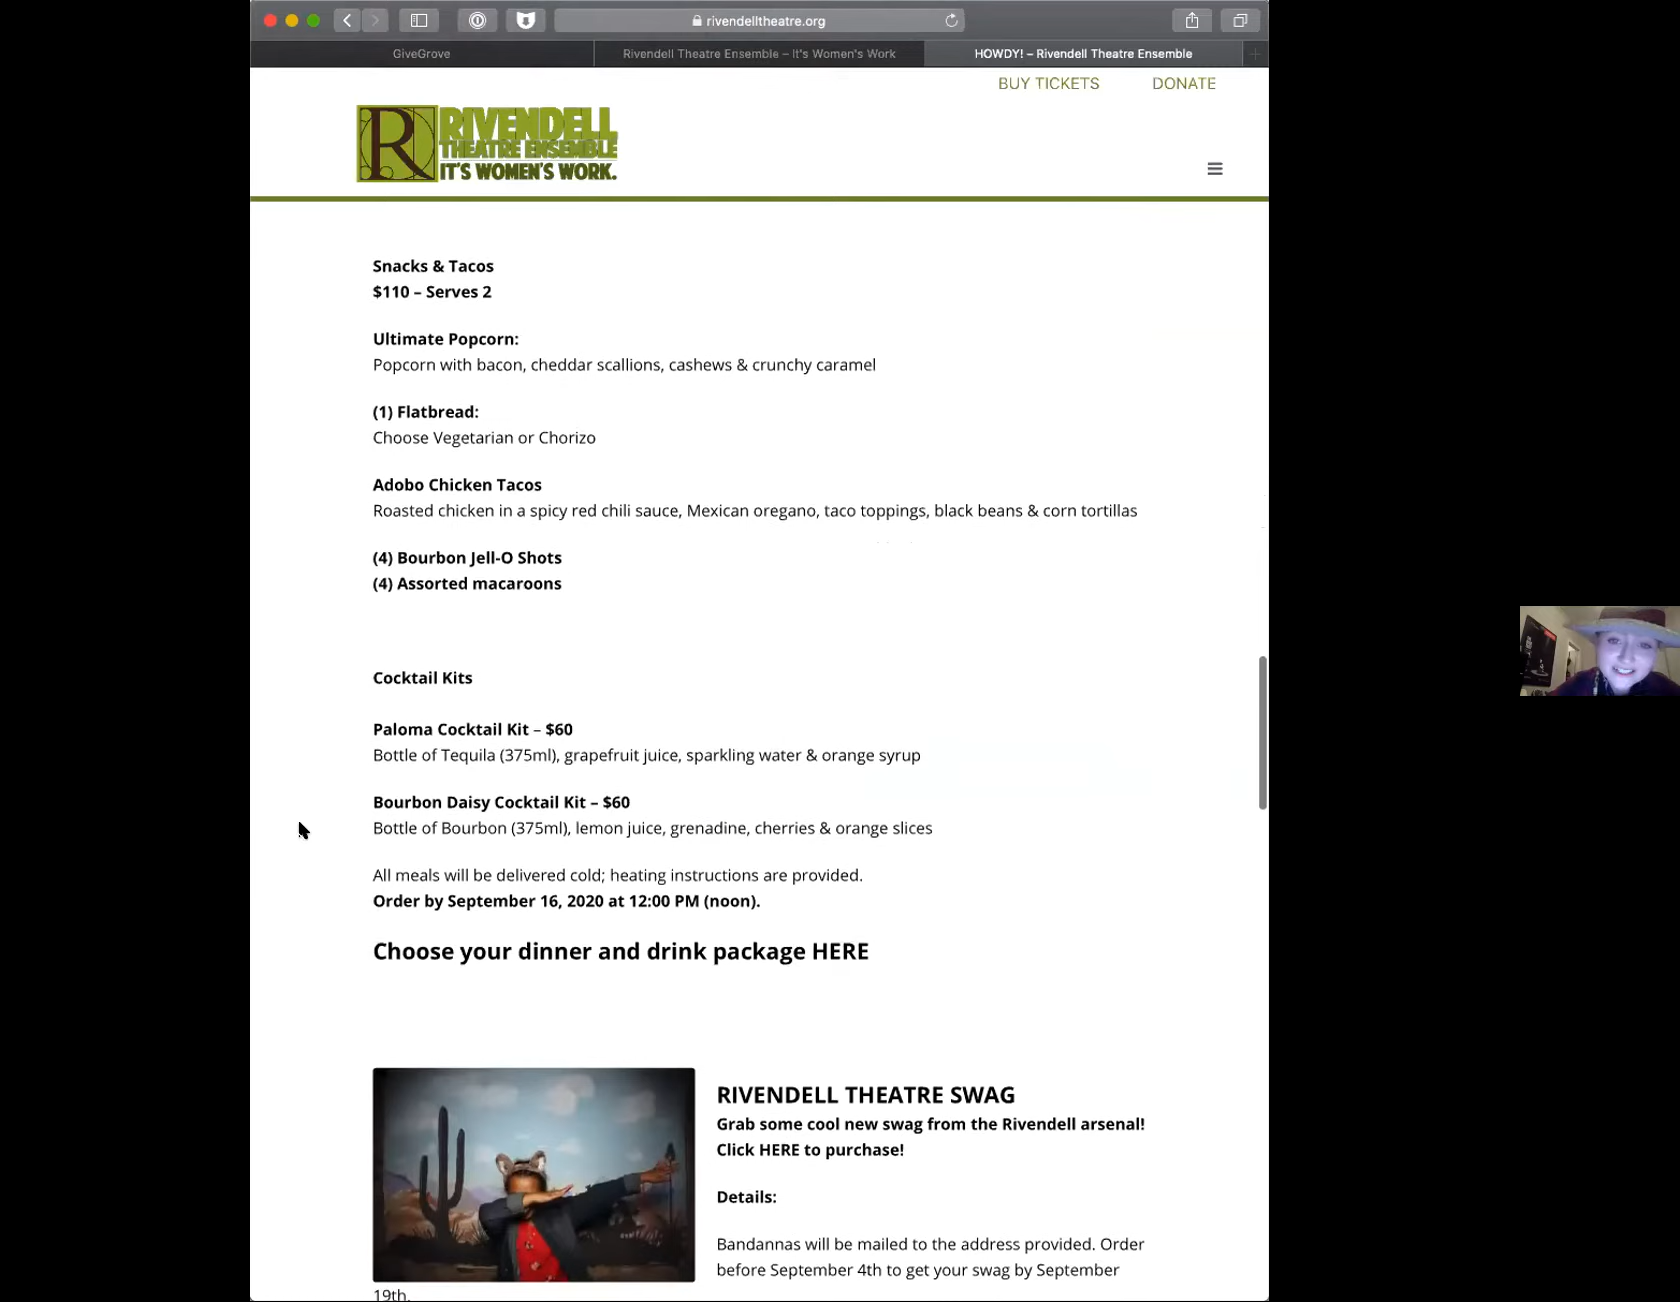 rivendelltheatre.org
GiveGrove
Rivendell Theatre Ensemble – It's Women's Work
HOWDY! – Rivendell Theatre Ensemble
BUY TICKETS
DONATE
R
RIVENDELL
THEATRE ENSEMBLE
IT'S WOMEN'S WORK.
Snacks & Tacos
$110 – Serves 2
Ultimate Popcorn:
Popcorn with bacon, cheddar scallions, cashews & crunchy caramel
(1) Flatbread:
Choose Vegetarian or Chorizo
Adobo Chicken Tacos
Roasted chicken in a spicy red chili sauce, Mexican oregano, taco toppings, black beans & corn tortillas
(4) Bourbon Jell-O Shots
(4) Assorted macaroons
Cocktail Kits
Paloma Cocktail Kit – $60
Bottle of Tequila (375ml), grapefruit juice, sparkling water & orange syrup
Bourbon Daisy Cocktail Kit – $60
Bottle of Bourbon (375ml), lemon juice, grenadine, cherries & orange slices
All meals will be delivered cold; heating instructions are provided.
Order by September 16, 2020 at 12:00 PM (noon).
Choose your dinner and drink package HERE
RIVENDELL THEATRE SWAG
Grab some cool new swag from the Rivendell arsenal!
Click HERE to purchase!
Details:
Bandannas will be mailed to the address provided. Order
before September 4th to get your swag by September
19th.